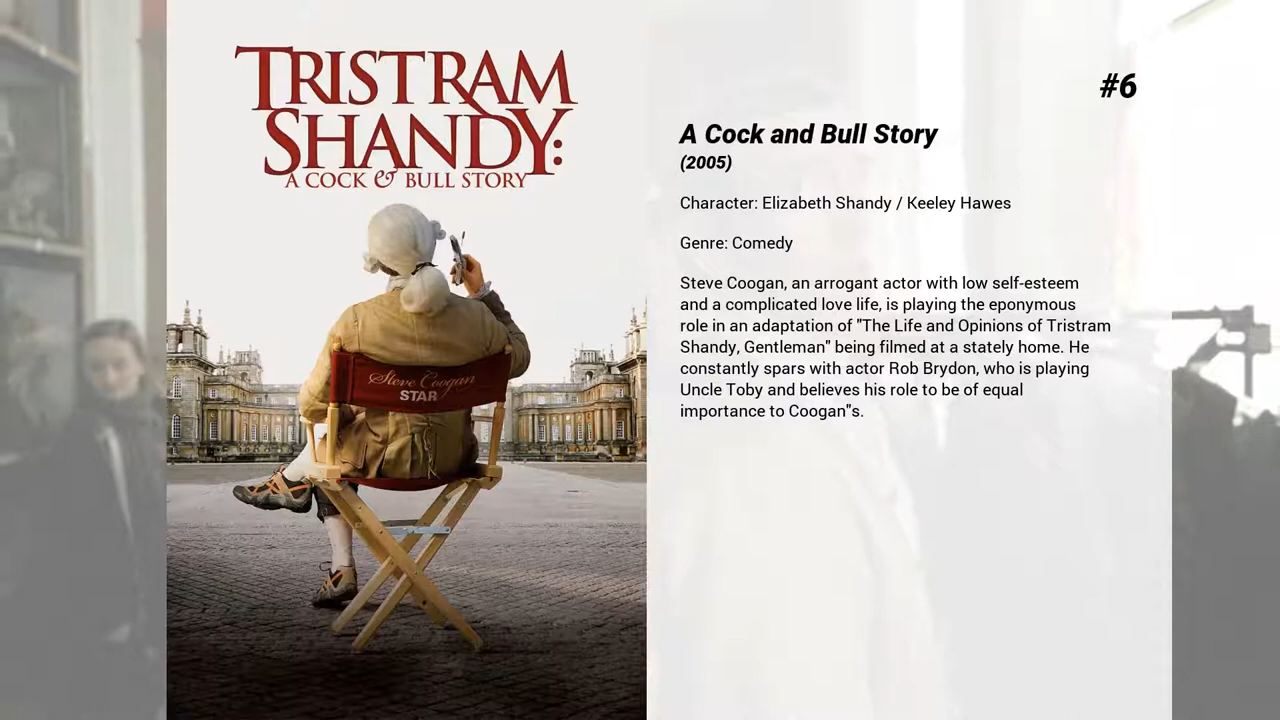 TRISTRAM
SHANDY:
A COCK & BULL STORY
Steve Coogan
STAR
#6
A Cock and Bull Story
(2005)
Character: Elizabeth Shandy / Keeley Hawes
Genre: Comedy
Steve Coogan, an arrogant actor with low self-esteem
and a complicated love life, is playing the eponymous
role in an adaptation of "The Life and Opinions of Tristram
Shandy, Gentleman" being filmed at a stately home. He
constantly spars with actor Rob Brydon, who is playing
Uncle Toby and believes his role to be of equal
importance to Coogan"s.